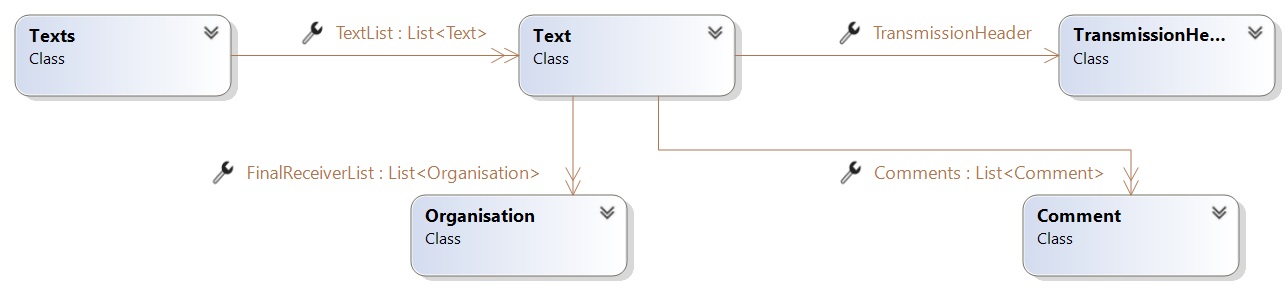 Texts
Class
TextList : List<Text>
Text
Class
TransmissionHeader
TransmissionHe...
Class
FinalReceiverList : List<Organisation>
Organisation
Class
Comments : List<Comment>
Comment
Class